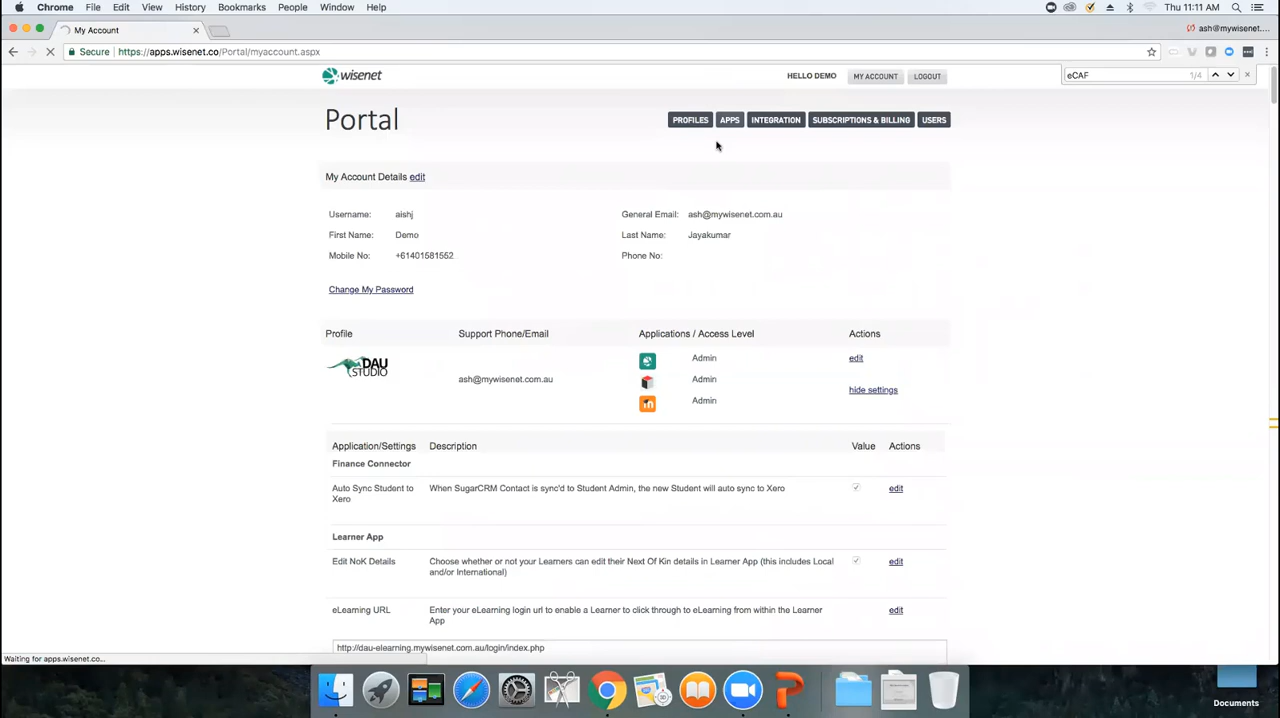 Chrome File Edit View History Bookmarks People Window Help Thu 11:11 AM
My Account ash@mywisenet....
Secure https://apps.wisenet.co/Portal/myaccount.aspx
wisenet HELLO DEMO MY ACCOUNT LOGOUT eCAF 1/4
Portal PROFILES APPS INTEGRATION SUBSCRIPTIONS & BILLING USERS
My Account Details edit
Username: aishj General Email: ash@mywisenet.com.au
First Name: Demo Last Name: Jayakumar
Mobile No: +61401581552 Phone No:
Change My Password
Profile Support Phone/Email Applications / Access Level Actions
DAU STUDIO ash@mywisenet.com.au Admin edit
Admin
hide settings
Admin
Application/Settings Description Value Actions
Finance Connector
Auto Sync Student to When SugarCRM Contact is sync'd to Student Admin, the new Student will auto sync to Xero edit
Xero
Learner App
Edit NoK Details Choose whether or not your Learners can edit their Next Of Kin details in Learner App (this includes Local edit
and/or International)
eLearning URL Enter your eLearning login url to enable a Learner to click through to eLearning from within the Learner edit
App
http://dau-elearning.mywisenet.com.au/login/index.php
Waiting for apps.wisenet.co...
Documents